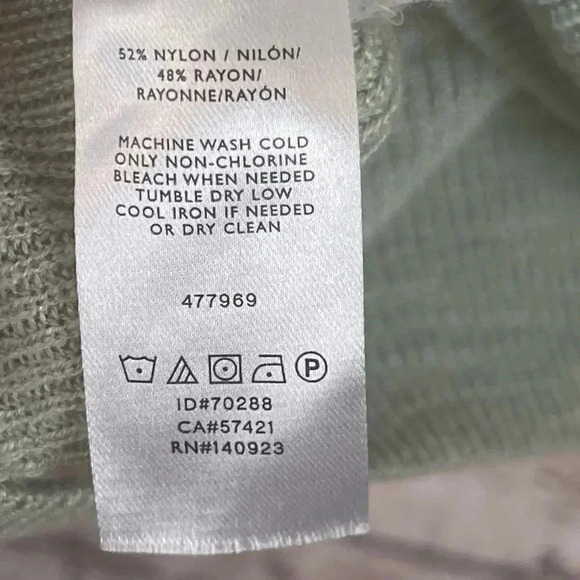 52% NYLON / NILÓN/
48% RAYON/
RAYONNE/RAYÓN
MACHINE WASH COLD
ONLY NON-CHLORINE
BLEACH WHEN NEEDED
TUMBLE DRY LOW
COOL IRON IF NEEDED
OR DRY CLEAN
477969
P
ID#70288
CA#57421
RN#140923